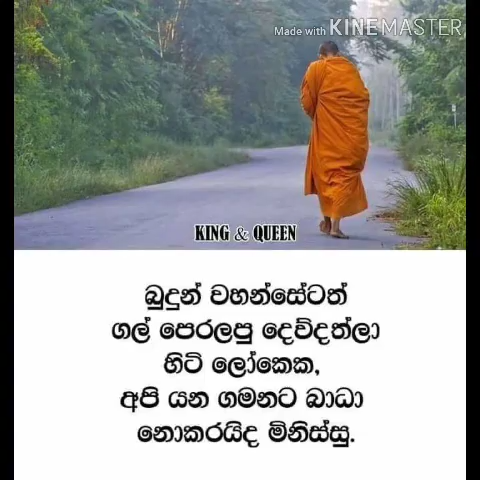 Made with KINEMASTER
KING & QUEEN
බුදුන් වහන්සේටත්
ගල් පෙරලපු දෙව්දත්ලා
හිටි ලෝකෙක,
අපි යන ගමනට බාධා
නොකරයිද මිනිස්සු.